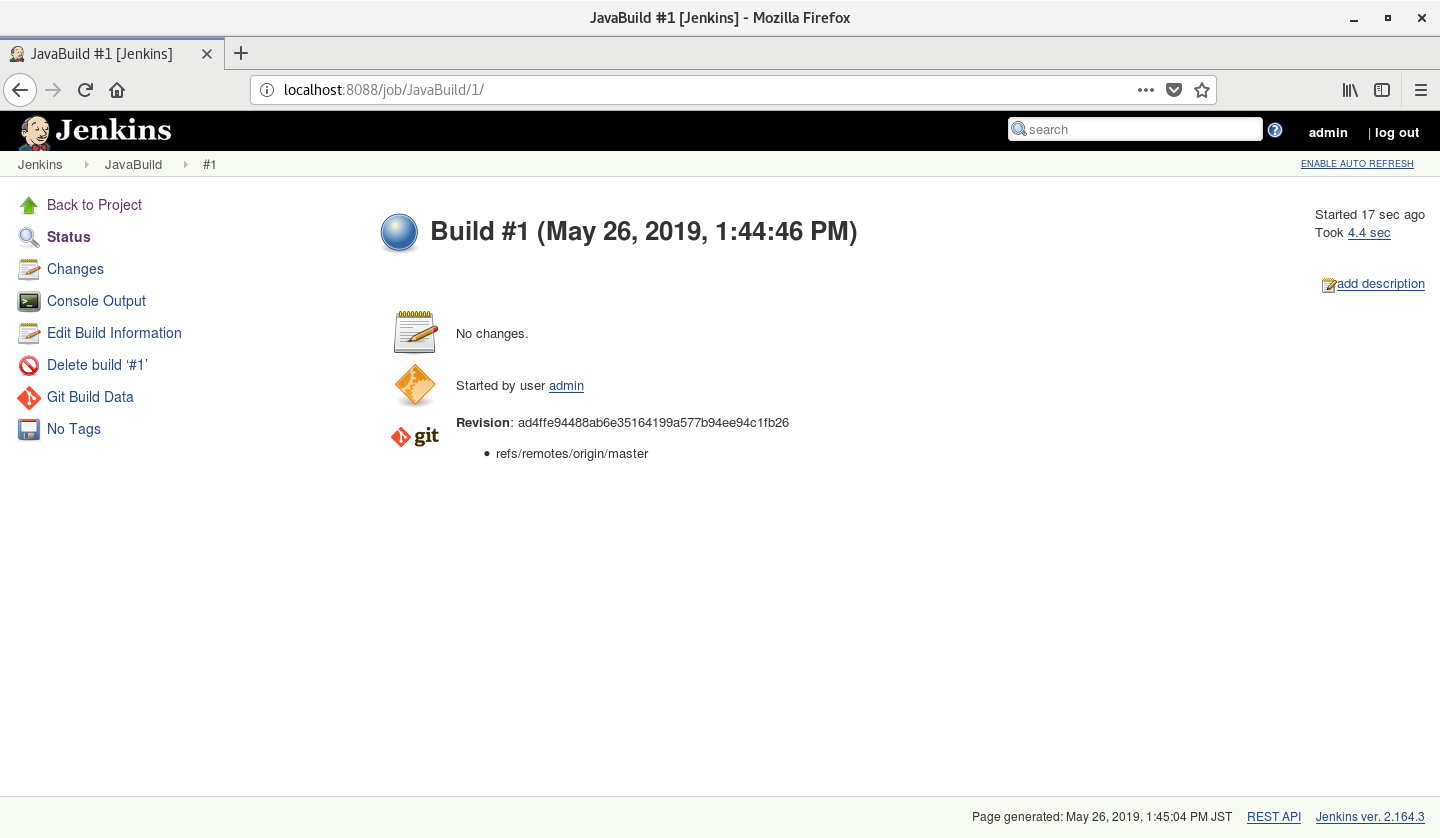 JavaBuild #1 [Jenkins] - Mozilla Firefox
JavaBuild #1 [Jenkins]
localhost:8088/job/JavaBuild/1/
Jenkins
search
admin
| log out
Jenkins
JavaBuild
#1
ENABLE AUTO REFRESH
Back to Project
Status
Changes
Console Output
Edit Build Information
Delete build ‘#1’
Git Build Data
No Tags
Build #1 (May 26, 2019, 1:44:46 PM)
Started 17 sec ago
Took 4.4 sec
add description
No changes.
Started by user admin
git
Revision: ad4ffe94488ab6e35164199a577b94ee94c1fb26
• refs/remotes/origin/master
Page generated: May 26, 2019, 1:45:04 PM JST
REST API
Jenkins ver. 2.164.3